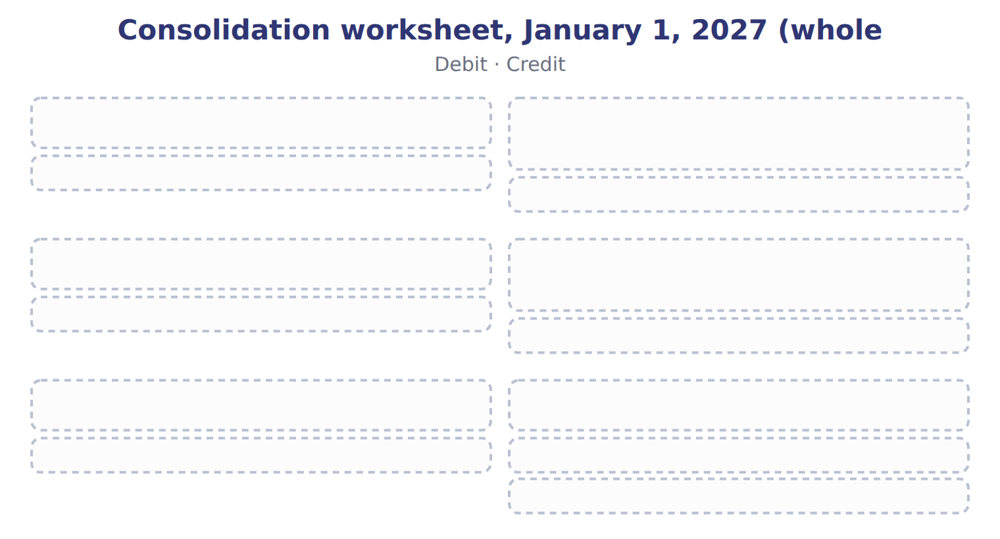 Consolidation worksheet, January 1, 2027 (whole
Debit · Credit